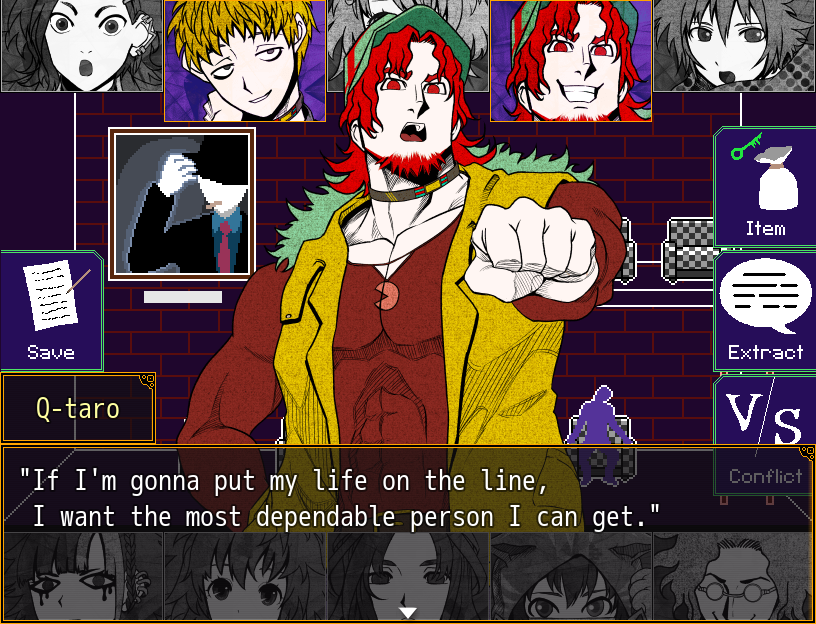 Item
Save
Extract
Q-taro
VS
Conflict
"If I'm gonna put my life on the line,
I want the most dependable person I can get."